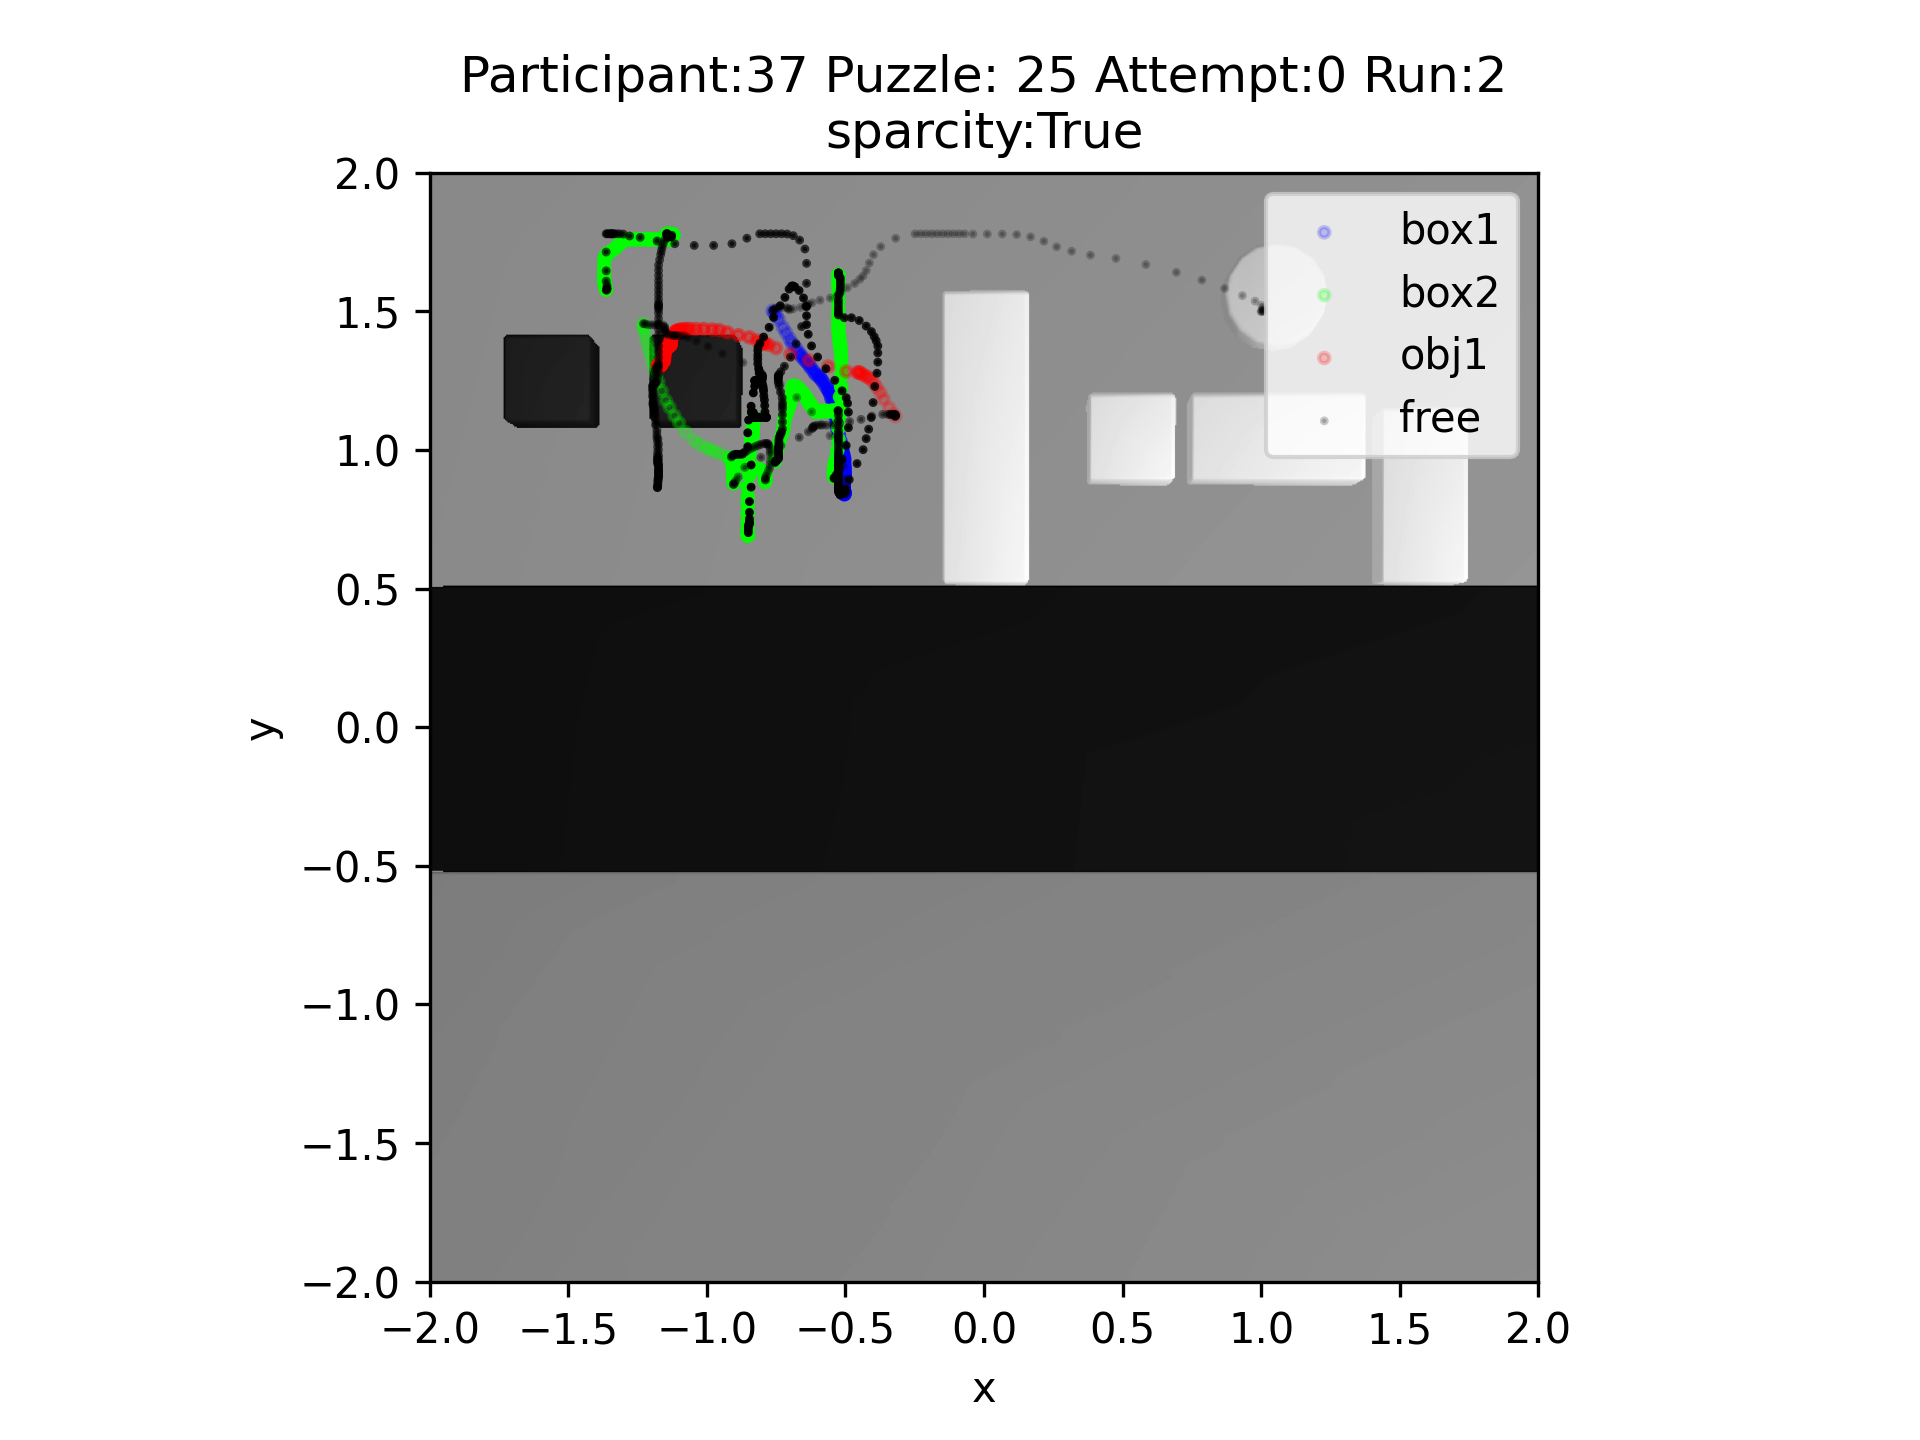 Participant:37 Puzzle: 25 Attempt:0 Run:2
sparcity:True
2.0
1.5
1.0
0.5
0.0
−0.5
−1.0
−1.5
−2.0
y
box1
box2
obj1
free
−2.0 −1.5 −1.0 −0.5 0.0 0.5 1.0 1.5 2.0
x